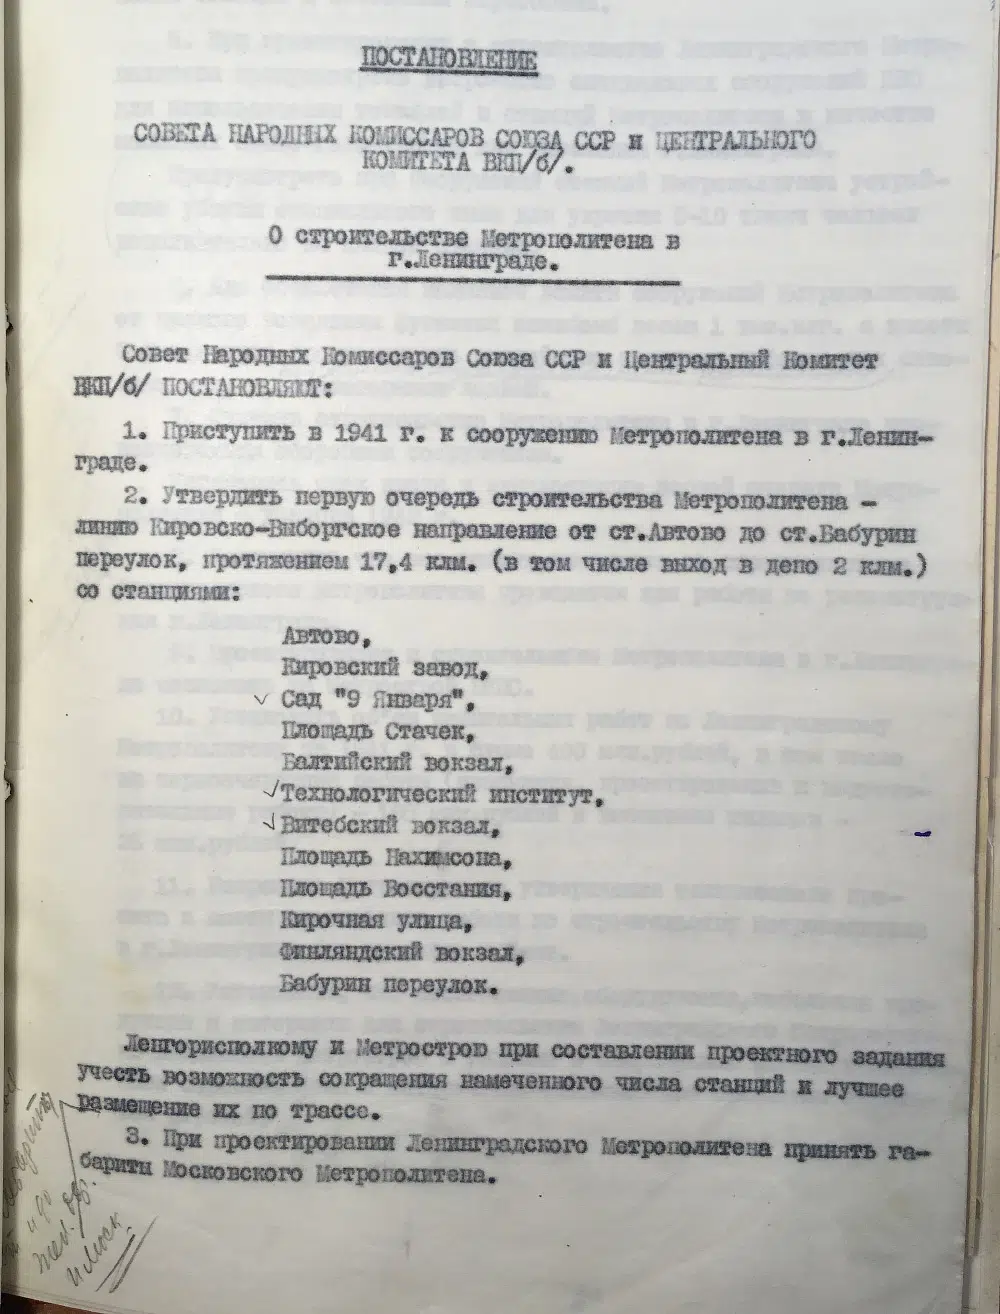 ПОСТАНОВЛЕНИЕ
СОВЕТА НАРОДНЫХ КОМИССАРОВ СОЮЗА ССР и ЦЕНТРАЛЬНОГО
КОМИТЕТА ВКП/б/.
О строительстве Метрополитена в
г.Ленинграде.
Совет Народных Комиссаров Союза ССР и Центральный Комитет
ВКП/б/ ПОСТАНОВЛЯЮТ:
1. Приступить в 1941 г. к сооружению Метрополитена в г.Ленин-
граде.
2. Утвердить первую очередь строительства Метрополитена -
линию Кировско-Выборгское направление от ст.Автово до ст.Бабурин
переулок, протяжением 17,4 клм. (в том числе выход в депо 2 клм.)
со станциями:
Автово,
Кировский завод,
✓ Сад "9 Января",
Площадь Стачек,
Балтийский вокзал,
✓ Технологический институт,
✓ Витебский вокзал,
Площадь Нахимсона,
Площадь Восстания,
Кирочная улица,
Финляндский вокзал,
Бабурин переулок.
Ленгорисполкому и Метрострою при составлении проектного задания
учесть возможность сокращения намеченного числа станций и лучшее
размещение их по трассе.
3. При проектировании Ленинградского Метрополитена принять га-
бариты Московского Метрополитена.